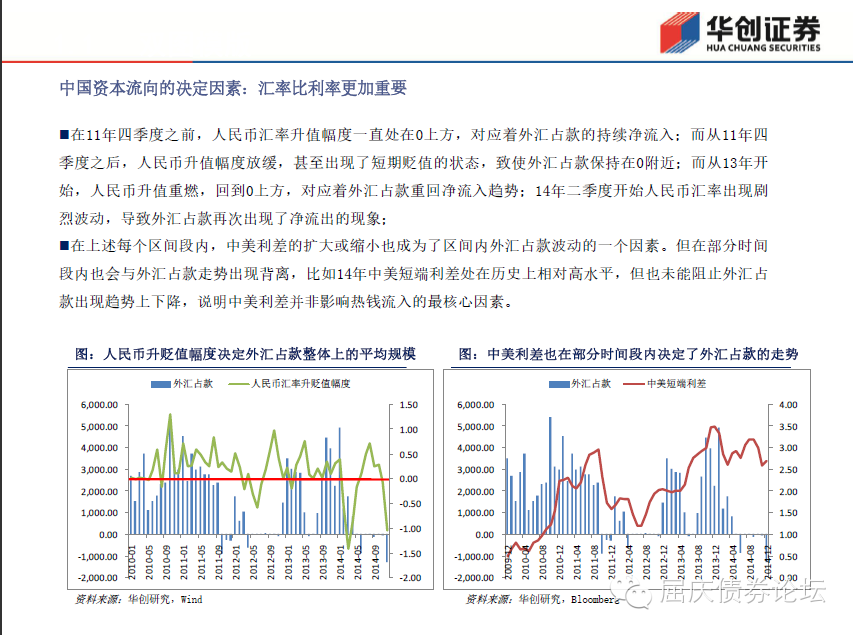 华创证券
HUA CHUANG SECURITIES
中国资本流向的决定因素：汇率比利率更加重要
■在11年四季度之前，人民币汇率升值幅度一直处在0上方，对应着外汇占款的持续净流入；而从11年四
季度之后，人民币升值幅度放缓，甚至出现了短期贬值的状态，致使外汇占款保持在0附近；而从13年开
始，人民币升值重燃，回到0上方，对应着外汇占款重回净流入趋势；14年二季度开始人民币汇率出现剧
烈波动，导致外汇占款再次出现了净流出的现象；
■在上述每个区间段内，中美利差的扩大或缩小也成为了区间内外汇占款波动的一个因素。但在部分时间
段内也会与外汇占款走势出现背离，比如14年中美短端利差处在历史上相对高水平，但也未能阻止外汇占
款出现趋势上下降，说明中美利差并非影响热钱流入的最核心因素。
图：人民币升贬值幅度决定外汇占款整体上的平均规模
外汇占款 人民币汇率升贬值幅度
6,000.00 1.50
5,000.00 1.00
4,000.00 0.50
3,000.00 0.00
2,000.00 -0.50
1,000.00 -1.00
0.00 -1.50
-1,000.00 -2.00
-2,000.00
2010-01 2010-05 2010-09 2011-01 2011-05 2011-09 2012-01 2012-05 2012-09 2013-01 2013-05 2013-09 2014-01 2014-05 2014-09
资料来源：华创研究，Wind
图：中美利差也在部分时间段内决定了外汇占款的走势
外汇占款 中美短端利差
6,000.00 4.00
5,000.00 3.50
4,000.00 3.00
3,000.00 2.50
2,000.00 2.00
1,000.00 1.50
0.00 1.00
-1,000.00 0.50
-2,000.00 0.00
2009-12 2010-04 2010-08 2010-12 2011-04 2011-08 2011-12 2012-04 2012-08 2012-12 2013-04 2013-08 2013-12 2014-04 2014-08 2014-12
资料来源：华创研究，Bloomberg
屈庆债券论坛